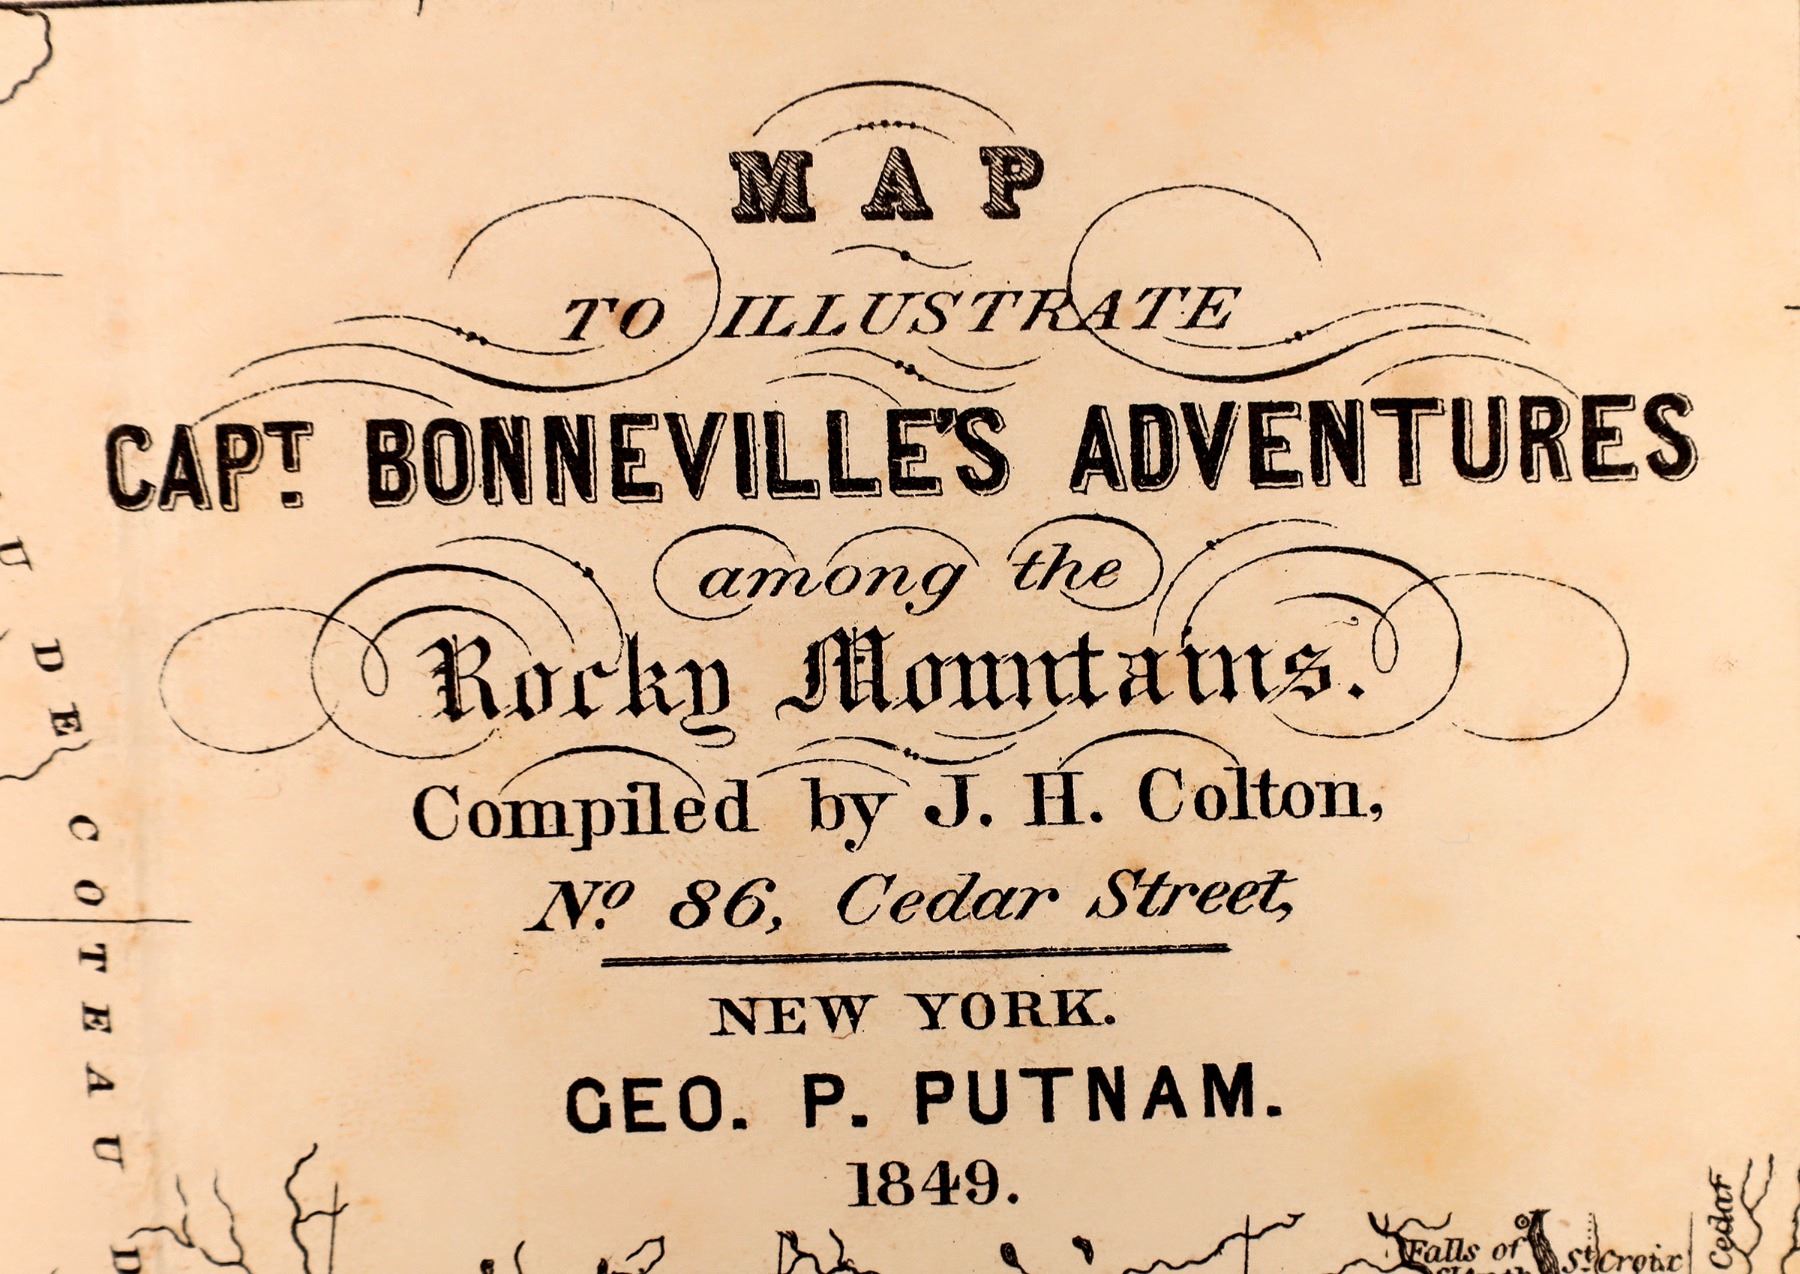 MAP
TO ILLUSTRATE
CAPT. BONNEVILLE'S ADVENTURES
among the
Rocky Mountains.
Compiled by J. H. Colton,
No. 86, Cedar Street,
NEW YORK.
GEO. P. PUTNAM.
1849.
U DE COTEAU D
Falls of
St. Croix
Cedar